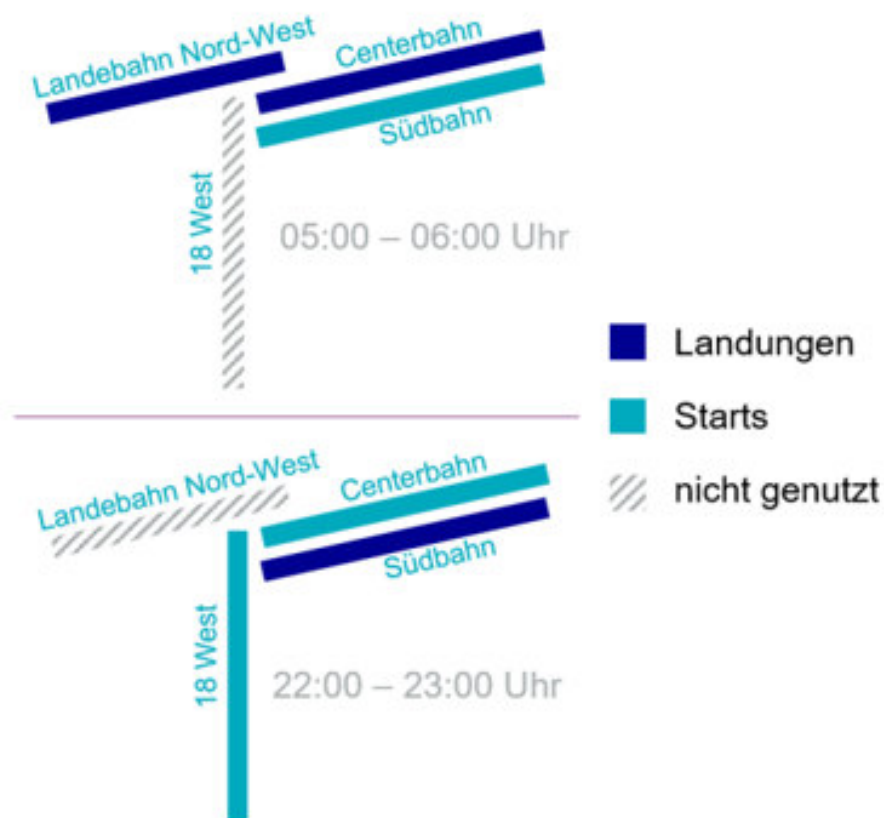 Landebahn Nord-West
Centerbahn
Südbahn
18 West
05:00 – 06:00 Uhr
Landungen
Starts
nicht genutzt
Landebahn Nord-West
Centerbahn
Südbahn
18 West
22:00 – 23:00 Uhr